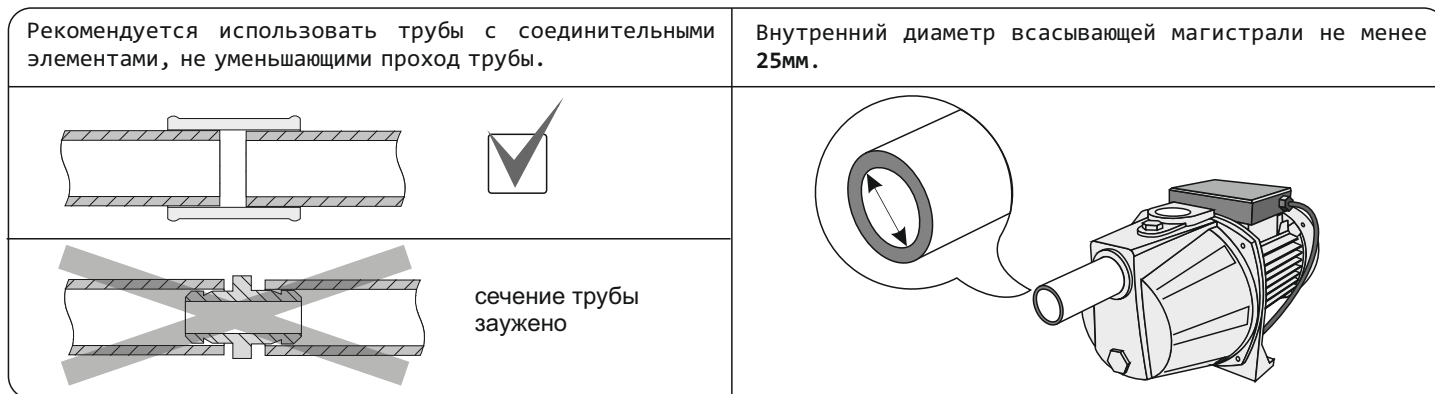 Рекомендуется использовать трубы с соединительными
элементами, не уменьшающими проход трубы.
Внутренний диаметр всасывающей магистрали не менее
25мм.
сечение трубы
заужено